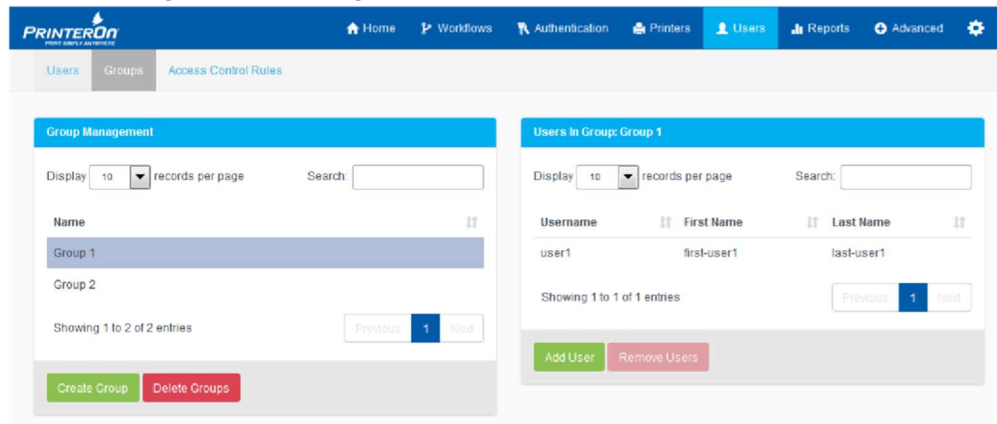 PRINTERON
PRINT SIMPLY ANYWHERE
Home Workflows Authentication Printers Users Reports Advanced
Users Groups Access Control Rules
Group Management
Display 10 records per page Search:
Name
Group 1
Group 2
Showing 1 to 2 of 2 entries Previous 1 Next
Create Group Delete Groups
Users In Group: Group 1
Display 10 records per page Search:
Username First Name Last Name
user1 first-user1 last-user1
Showing 1 to 1 of 1 entries Previous 1 Next
Add User Remove Users